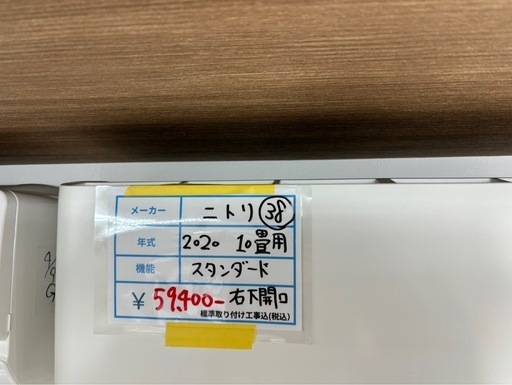 メーカー ニトリ ㊳
年式 2020 10畳用
機能 スタンダード
¥ 59,400- 右下開口
標準取り付け工事込(税込)